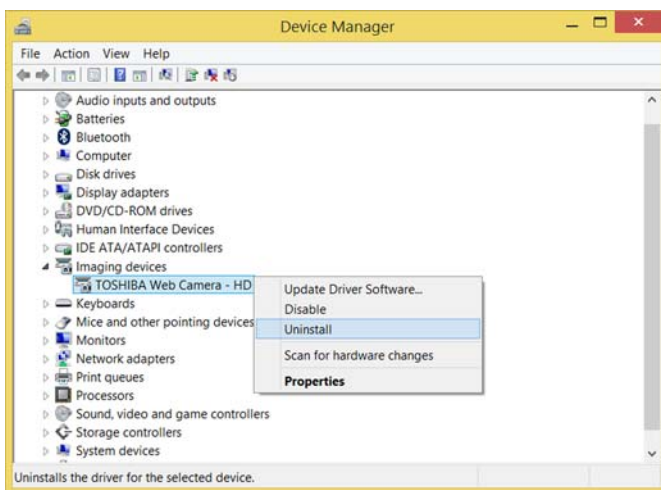 Device Manager
File Action View Help
Audio inputs and outputs
Batteries
Bluetooth
Computer
Disk drives
Display adapters
DVD/CD-ROM drives
Human Interface Devices
IDE ATA/ATAPI controllers
Imaging devices
TOSHIBA Web Camera - HD
Keyboards
Mice and other pointing devices
Monitors
Network adapters
Print queues
Processors
Sound, video and game controllers
Storage controllers
System devices
Update Driver Software...
Disable
Uninstall
Scan for hardware changes
Properties
Uninstalls the driver for the selected device.